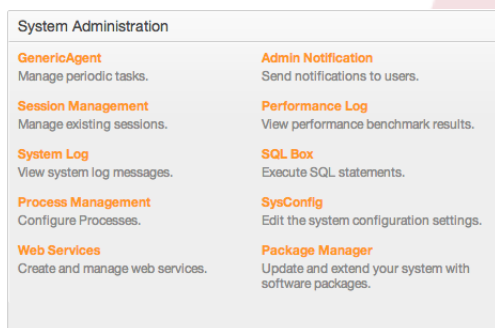 System Administration
GenericAgent
Manage periodic tasks.
Session Management
Manage existing sessions.
System Log
View system log messages.
Process Management
Configure Processes.
Web Services
Create and manage web services.
Admin Notification
Send notifications to users.
Performance Log
View performance benchmark results.
SQL Box
Execute SQL statements.
SysConfig
Edit the system configuration settings.
Package Manager
Update and extend your system with
software packages.